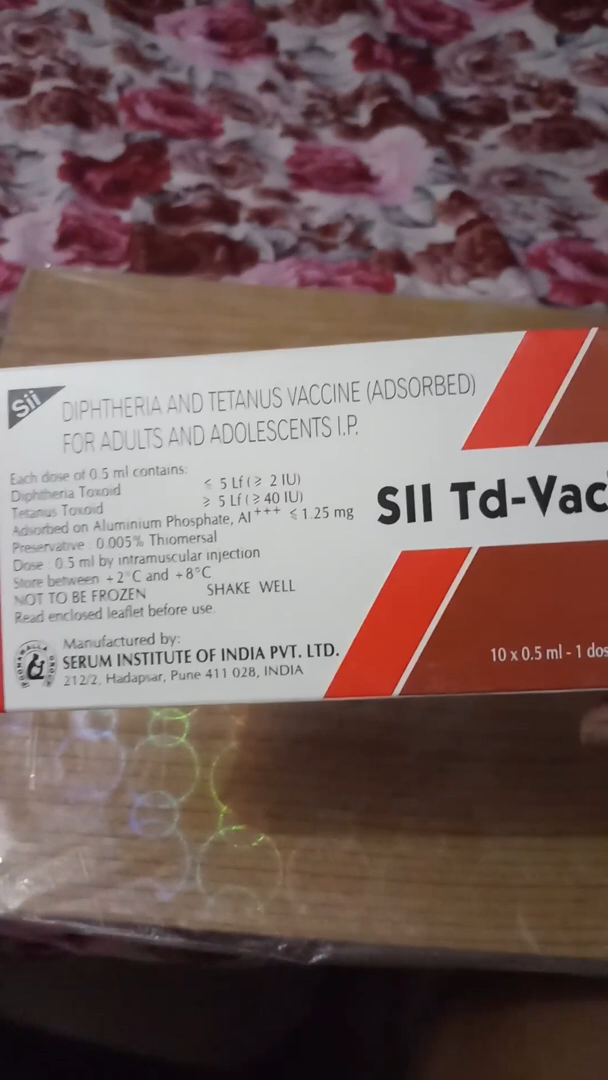 Sii
DIPHTHERIA AND TETANUS VACCINE (ADSORBED)
FOR ADULTS AND ADOLESCENTS I.P.
Each dose of 0.5 ml contains:
Diphtheria Toxoid ≤ 5 Lf (≥ 2 IU)
Tetanus Toxoid ≥ 5 Lf (≥ 40 IU)
Adsorbed on Aluminium Phosphate, Al+++ ≤ 1.25 mg
Preservative : 0.005% Thiomersal
Dose : 0.5 ml by intramuscular injection
Store between +2°C and +8°C
NOT TO BE FROZEN SHAKE WELL
Read enclosed leaflet before use.
Manufactured by:
SERUM INSTITUTE OF INDIA PVT. LTD.
212/2, Hadapsar, Pune 411 028, INDIA
SII Td-Vac
10 x 0.5 ml - 1 dos